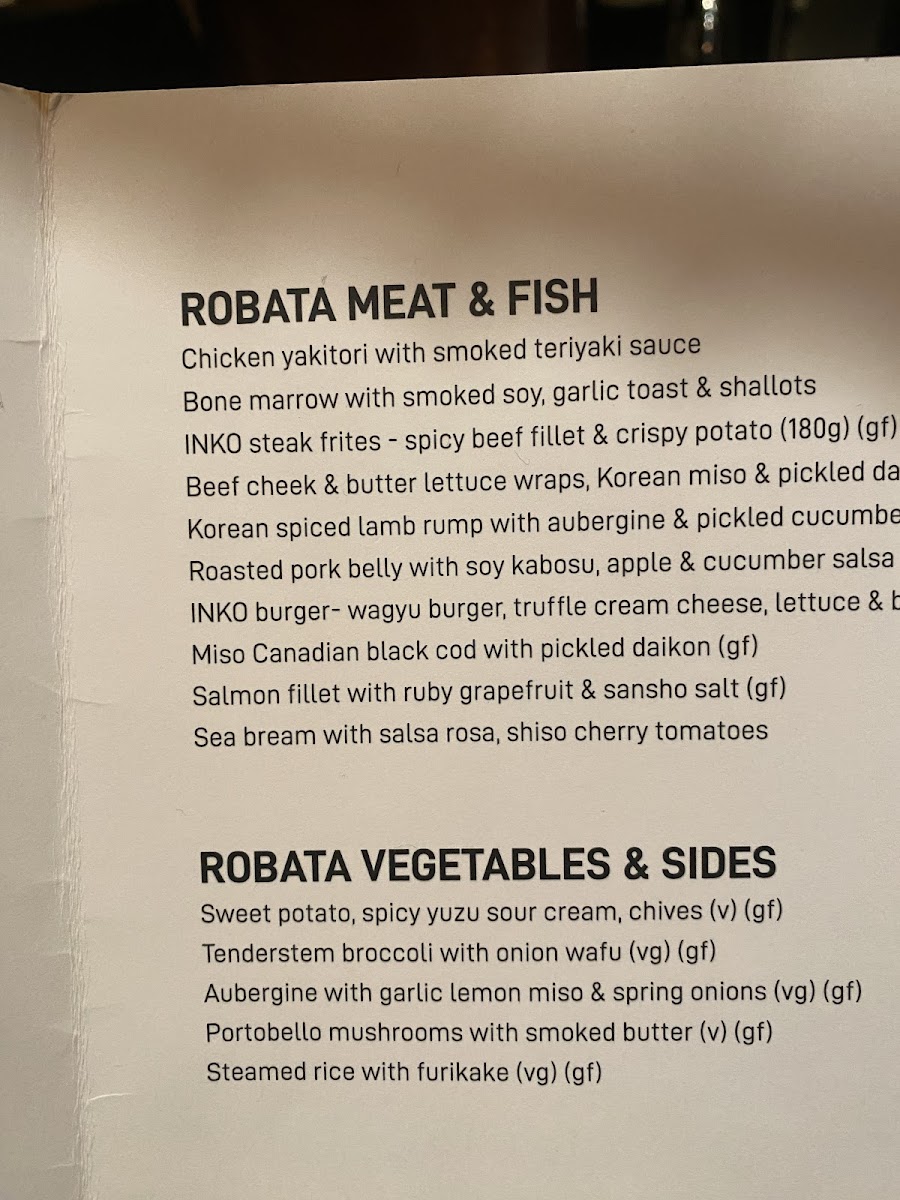 ROBATA MEAT & FISH
Chicken yakitori with smoked teriyaki sauce
Bone marrow with smoked soy, garlic toast & shallots
INKO steak frites - spicy beef fillet & crispy potato (180g) (gf)
Beef cheek & butter lettuce wraps, Korean miso & pickled
Korean spiced lamb rump with aubergine & pickled
Roasted pork belly with soy kabosu, apple & cucumber salsa
INKO burger- wagyu burger, truffle cream cheese, lettuce &
Miso Canadian black cod with pickled daikon (gf)
Salmon fillet with ruby grapefruit & sansho salt (gf)
Sea bream with salsa rosa, shiso cherry tomatoes
ROBATA VEGETABLES & SIDES
Sweet potato, spicy yuzu sour cream, chives (v) (gf)
Tenderstem broccoli with onion wafu (vg) (gf)
Aubergine with garlic lemon miso & spring onions (vg) (gf)
Portobello mushrooms with smoked butter (v) (gf)
Steamed rice with furikake (vg) (gf)